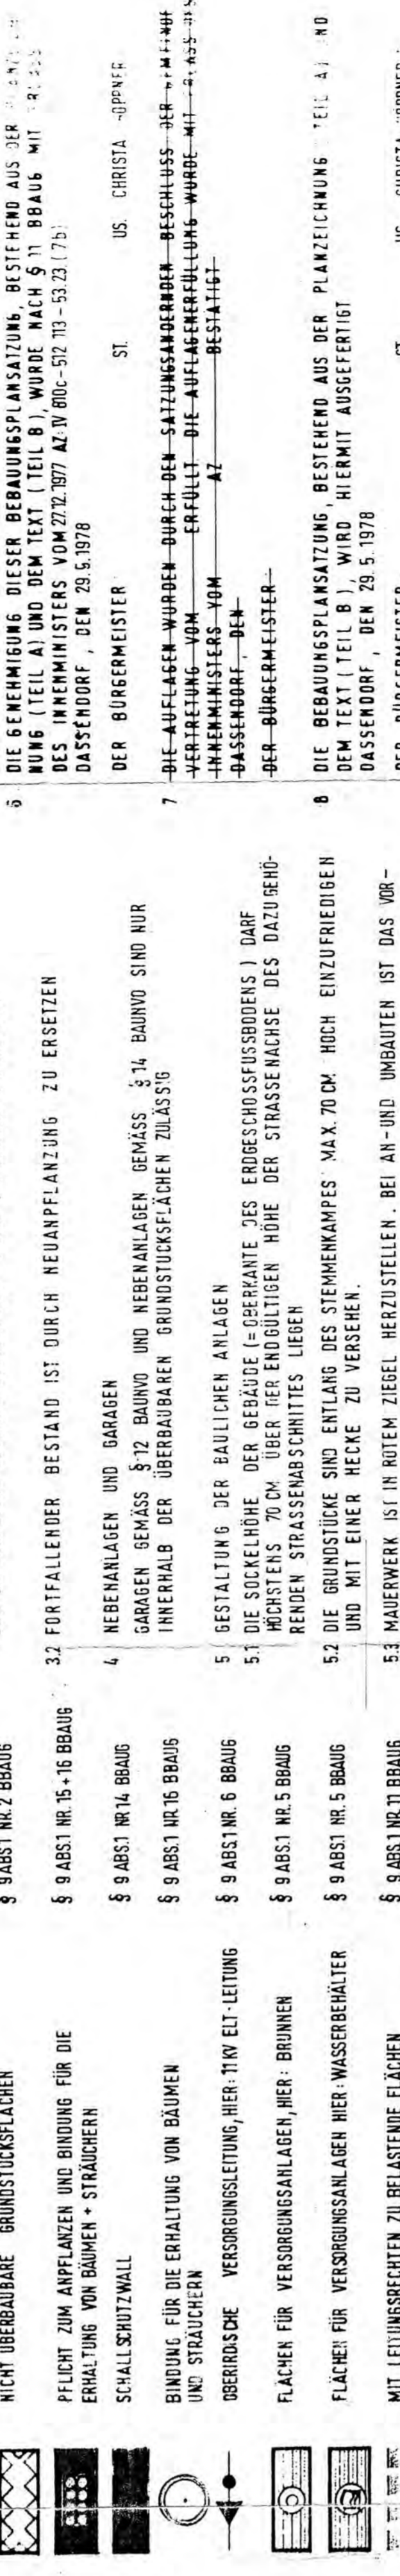 NICHT ÜBERBAUBARE GRUNDSTÜCKSFLÄCHEN § 9 ABS.1 NR. 2 BBAUG
PFLICHT ZUM ANPFLANZEN UND BINDUNG FÜR DIE § 9 ABS.1 NR. 15+16 BBAUG
ERHALTUNG VON BÄUMEN + STRÄUCHERN
SCHALLSCHUTZWALL § 9 ABS.1 NR 14 BBAUG
BINDUNG FÜR DIE ERHALTUNG VON BÄUMEN § 9 ABS.1 NR.16 BBAUG
UND STRÄUCHERN
OBERIRDISCHE VERSORGUNGSLEITUNG, HIER: 11 KV ELT-LEITUNG § 9 ABS.1 NR. 6 BBAUG
FLÄCHEN FÜR VERSORGUNGSANLAGEN, HIER: BRUNNEN § 9 ABS.1 NR. 5 BBAUG
FLÄCHEN FÜR VERSORGUNGSANLAGEN HIER: WASSERBEHÄLTER § 9 ABS.1 NR. 5 BBAUG
MIT LEITUNGSRECHTEN ZU BELASTENDE FLÄCHEN § 9 ABS.1 NR.11 BBAUG
3.2 FORTFALLENDER BESTAND IST DURCH NEUANPFLANZUNG ZU ERSETZEN
4 NEBENANLAGEN UND GARAGEN
GARAGEN GEMÄSS § 12 BAUNVO UND NEBENANLAGEN GEMÄSS § 14 BAUNVO SIND NUR
INNERHALB DER ÜBERBAUBAREN GRUNDSTÜCKSFLÄCHEN ZULÄSSIG
5 GESTALTUNG DER BAULICHEN ANLAGEN
5.1 DIE SOCKELHÖHE DER GEBÄUDE (= OBERKANTE DES ERDGESCHOSSFUSSBODENS) DARF
HÖCHSTENS 70 CM ÜBER DER ENDGÜLTIGEN HÖHE DER STRASSENACHSE DES DAZUGEHÖ-
RENDEN STRASSENABSCHNITTES LIEGEN
5.2 DIE GRUNDSTÜCKE SIND ENTLANG DES STEMMENKAMPES MAX. 70 CM HOCH EINZUFRIEDIGEN
UND MIT EINER HECKE ZU VERSEHEN.
5.3 MAUERWERK IST IN ROTEM ZIEGEL HERZUSTELLEN. BEI AN-UND UMBAUTEN IST DAS VOR-
6 DIE GENEHMIGUNG DIESER BEBAUUNGSPLANSATZUNG, BESTEHEND AUS DER
NUNG (TEIL A) UND DEM TEXT (TEIL B), WURDE NACH § 11 BBAUG MIT
DES INNENMINISTERS VOM 27.12.1977 AZ: IV 810c-512 113-53.23.(7b)
DASSENDORF, DEN 29.5.1978
DER BÜRGERMEISTER ST. US. CHRISTA
7 DIE AUFLAGEN WURDEN DURCH DEN SATZUNGSÄNDERNDEN BESCHLUSS DER GEMEINDE
VERTRETUNG VOM ERFÜLLT. DIE AUFLAGENERFÜLLUNG WURDE MIT ERLASS DES
INNENMINISTERS VOM AZ BESTÄTIGT
DASSENDORF, DEN
DER BÜRGERMEISTER
8 DIE BEBAUUNGSPLANSATZUNG, BESTEHEND AUS DER PLANZEICHNUNG TEIL A) UND
DEM TEXT (TEIL B), WIRD HIERMIT AUSGEFERTIGT
DASSENDORF, DEN 29.5.1978
DER BÜRGERMEISTER ST. US. CHRISTA